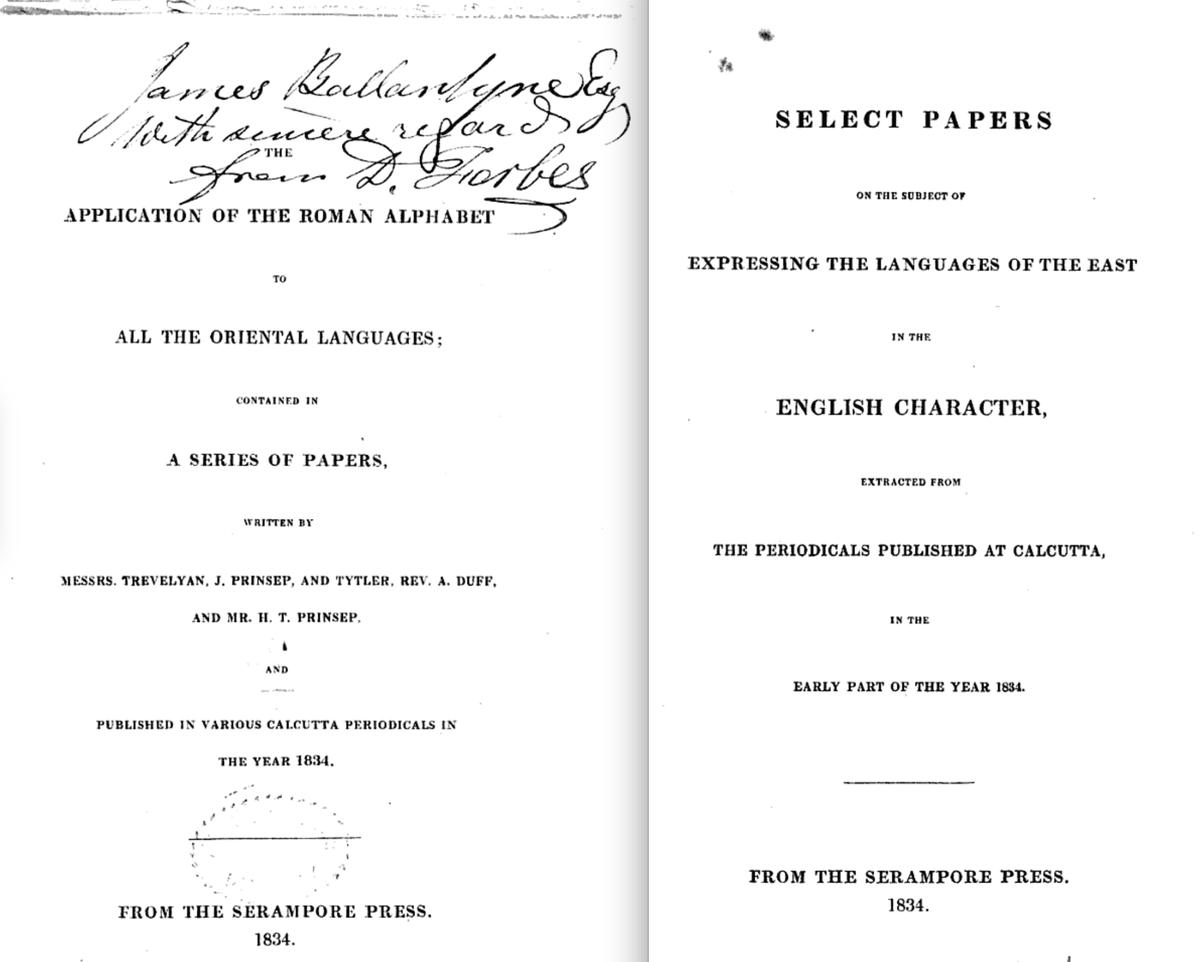 James Ballantyne Esq
With sincere regard
THE
from D. Forbes
APPLICATION OF THE ROMAN ALPHABET
TO
ALL THE ORIENTAL LANGUAGES;
CONTAINED IN
A SERIES OF PAPERS,
WRITTEN BY
MESSRS. TREVELYAN, J. PRINSEP, AND TYTLER, REV. A. DUFF,
AND MR. H. T. PRINSEP,
AND
PUBLISHED IN VARIOUS CALCUTTA PERIODICALS IN
THE YEAR 1834.
FROM THE SERAMPORE PRESS.
1834.
SELECT PAPERS
ON THE SUBJECT OF
EXPRESSING THE LANGUAGES OF THE EAST
IN THE
ENGLISH CHARACTER,
EXTRACTED FROM
THE PERIODICALS PUBLISHED AT CALCUTTA,
IN THE
EARLY PART OF THE YEAR 1834.
FROM THE SERAMPORE PRESS.
1834.